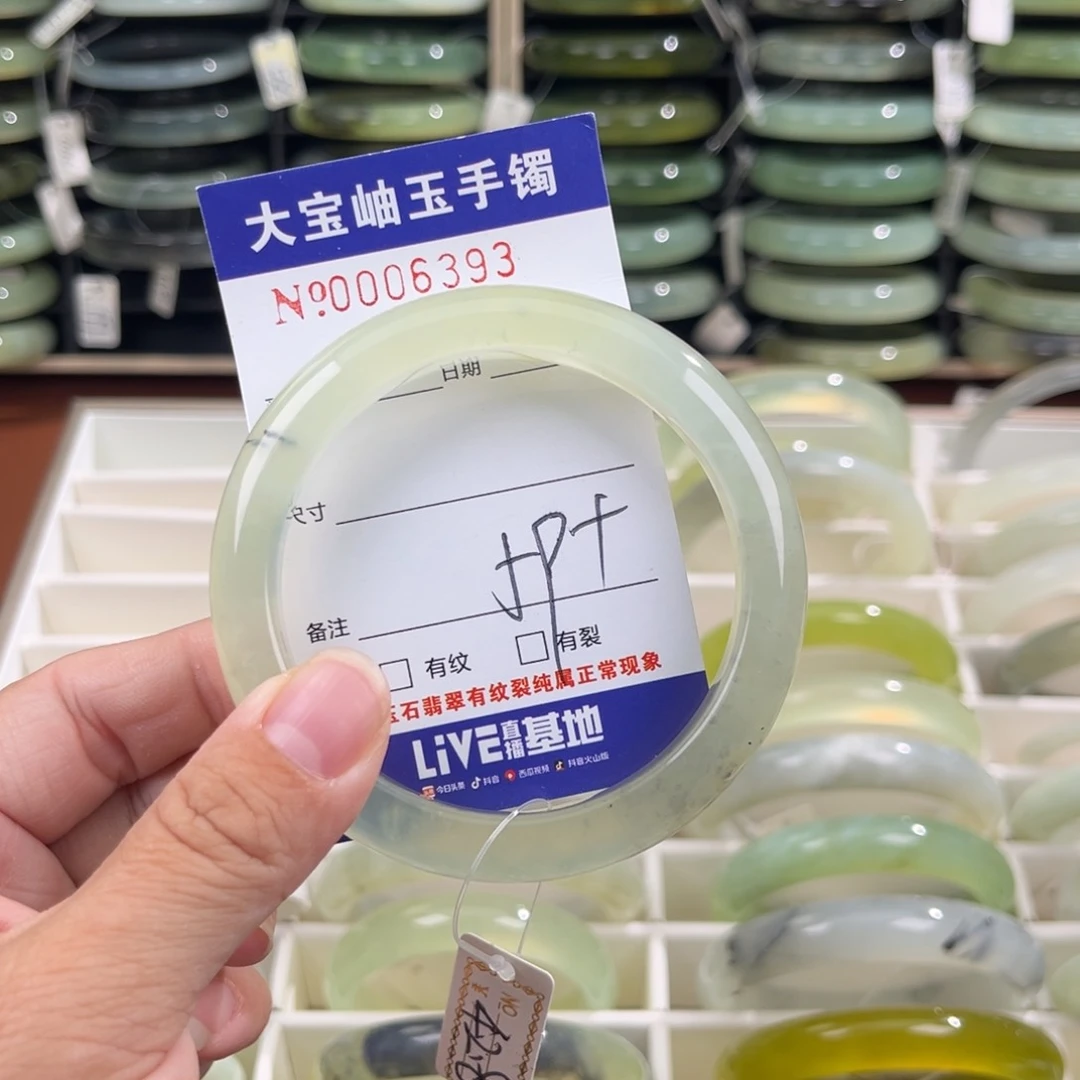 大宝岫玉手镯
Nº0006393
日期
尺寸
备注
有纹 有裂
玉石翡翠有纹裂纯属正常现象
LiVE直播基地
今日头条 抖音 西瓜视频 抖音火山版
NO